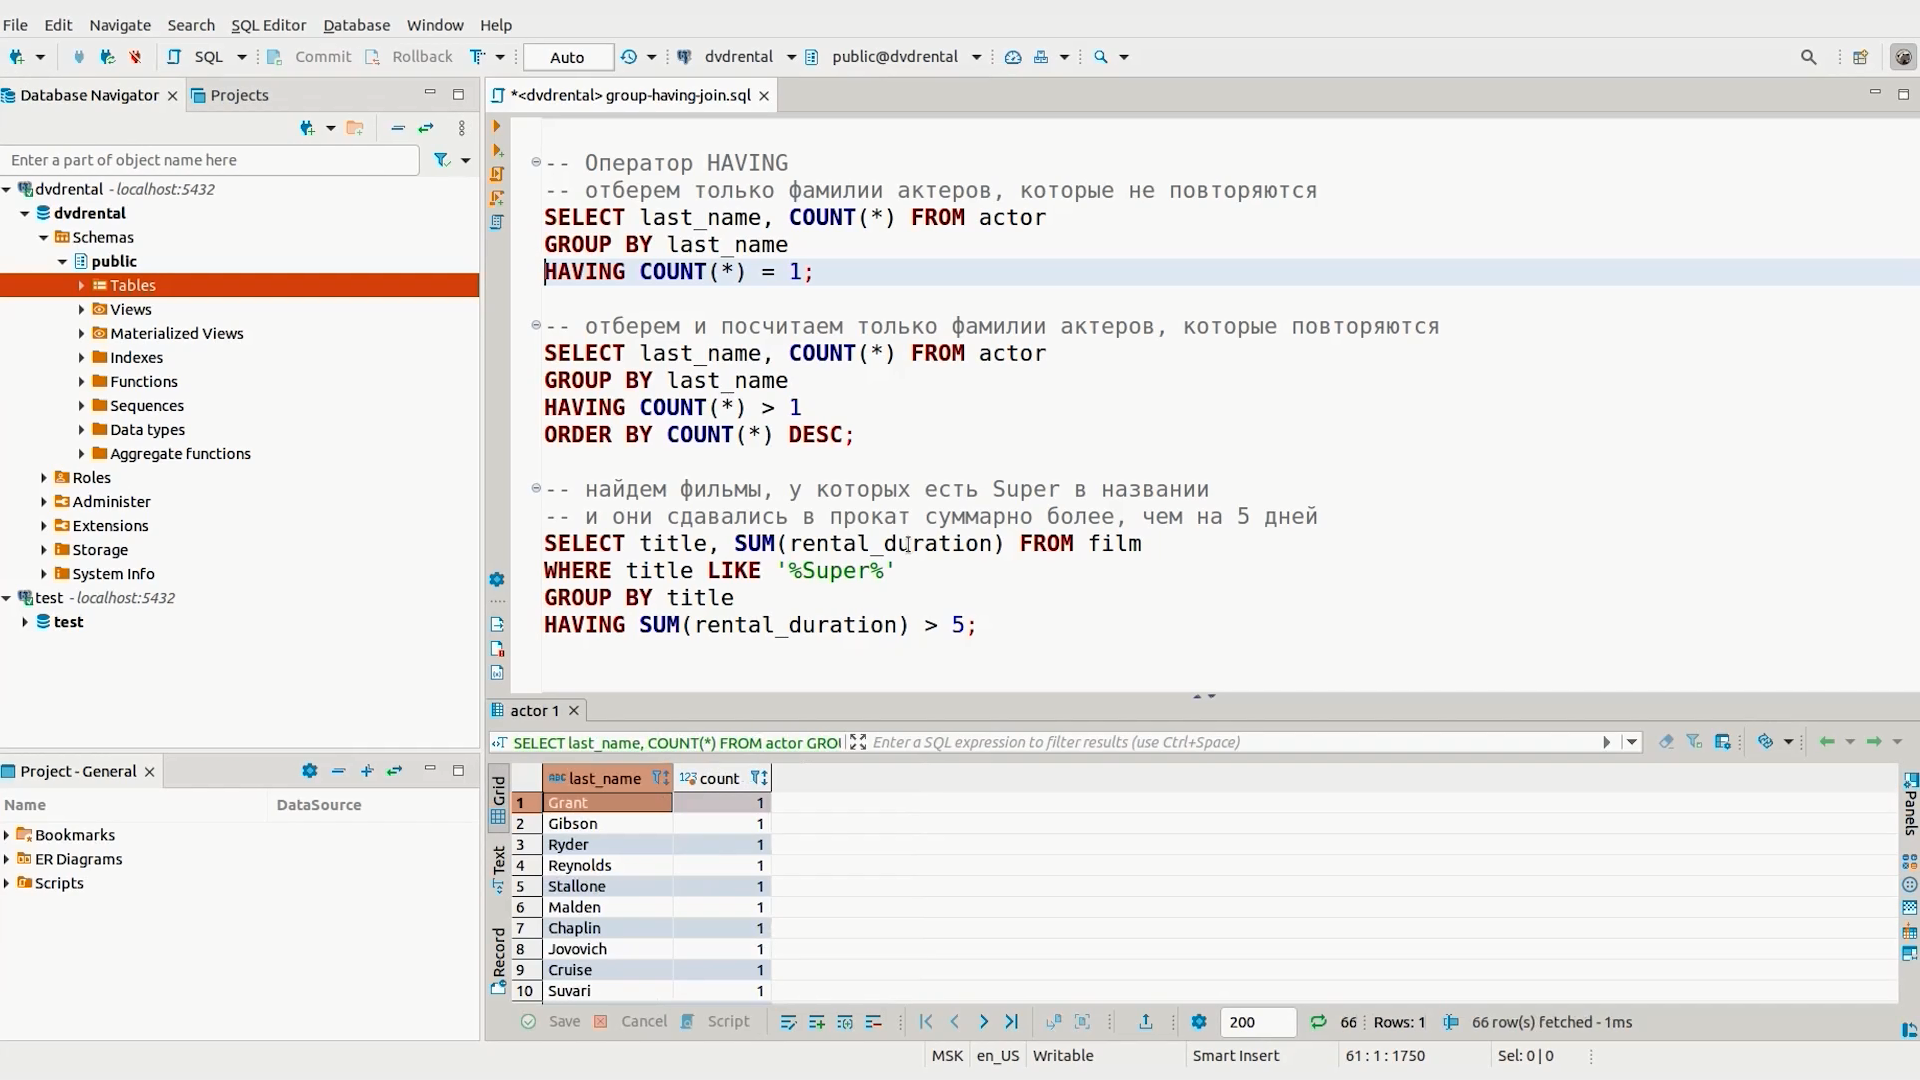 File Edit Navigate Search SQL Editor Database Window Help
SQL Commit Rollback Auto dvdrental public@dvdrental
Database Navigator Projects
*<dvdrental> group-having-join.sql
Enter a part of object name here
dvdrental - localhost:5432
dvdrental
Schemas
public
Tables
Views
Materialized Views
Indexes
Functions
Sequences
Data types
Aggregate functions
Roles
Administer
Extensions
Storage
System Info
test - localhost:5432
test
Project - General
Name DataSource
Bookmarks
ER Diagrams
Scripts
-- Оператор HAVING
-- отберем только фамилии актеров, которые не повторяются
SELECT last_name, COUNT(*) FROM actor
GROUP BY last_name
HAVING COUNT(*) = 1;
-- отберем и посчитаем только фамилии актеров, которые повторяются
SELECT last_name, COUNT(*) FROM actor
GROUP BY last_name
HAVING COUNT(*) > 1
ORDER BY COUNT(*) DESC;
-- найдем фильмы, у которых есть Super в названии
-- и они сдавались в прокат суммарно более, чем на 5 дней
SELECT title, SUM(rental_duration) FROM film
WHERE title LIKE '%Super%'
GROUP BY title
HAVING SUM(rental_duration) > 5;
actor 1
SELECT last_name, COUNT(*) FROM actor GROU Enter a SQL expression to filter results (use Ctrl+Space)
Grid
Text
Record
Panels
last_name 123 count
1 Grant 1
2 Gibson 1
3 Ryder 1
4 Reynolds 1
5 Stallone 1
6 Malden 1
7 Chaplin 1
8 Jovovich 1
9 Cruise 1
10 Suvari 1
Save Cancel Script 200 66 Rows: 1 66 row(s) fetched - 1ms
MSK en_US Writable Smart Insert 61 : 1 : 1750 Sel: 0 | 0